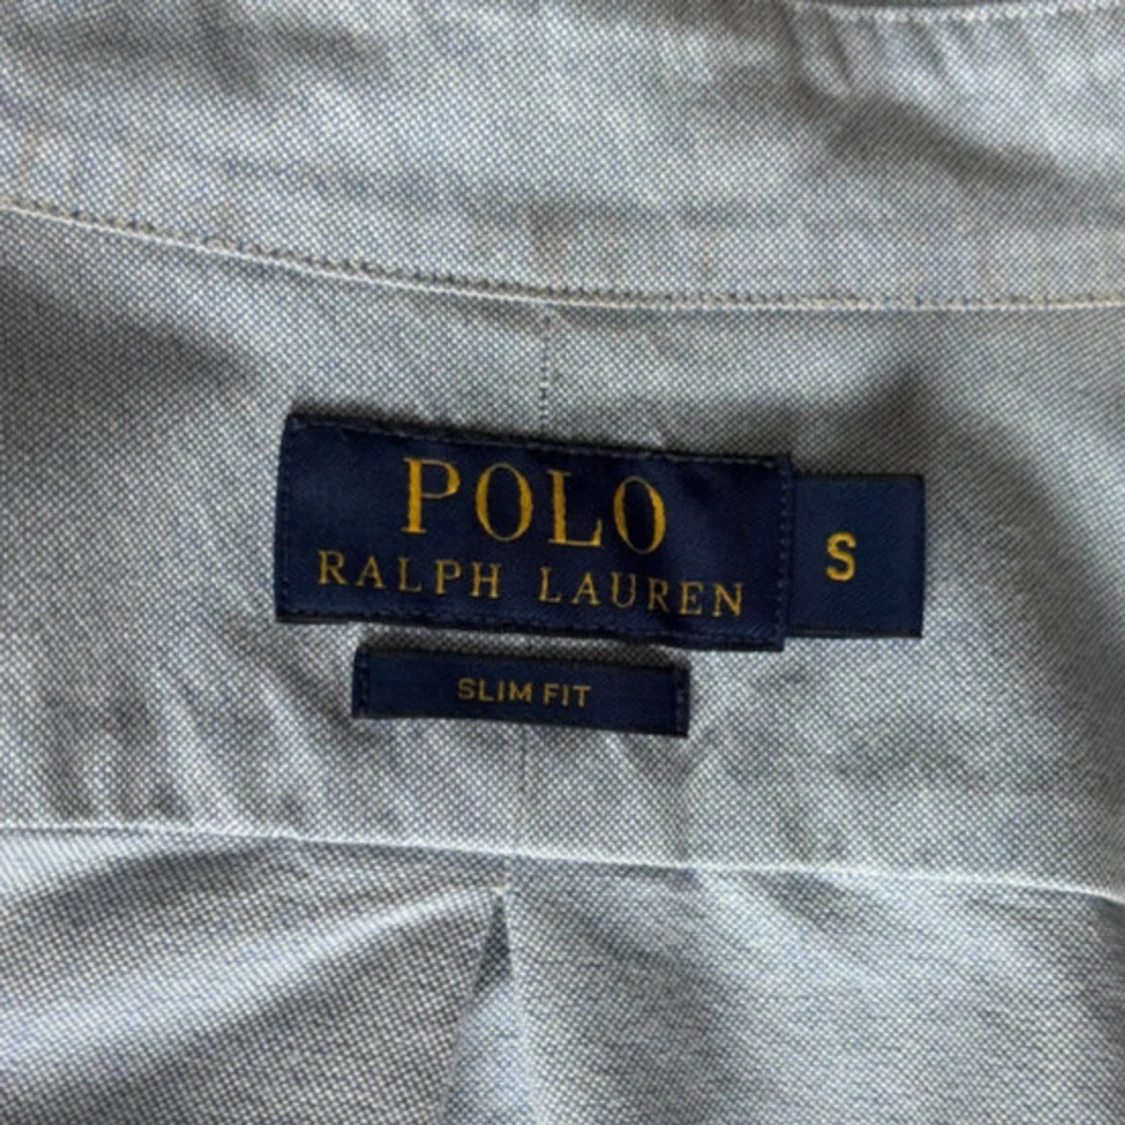 POLO
RALPH LAUREN
S
SLIM FIT